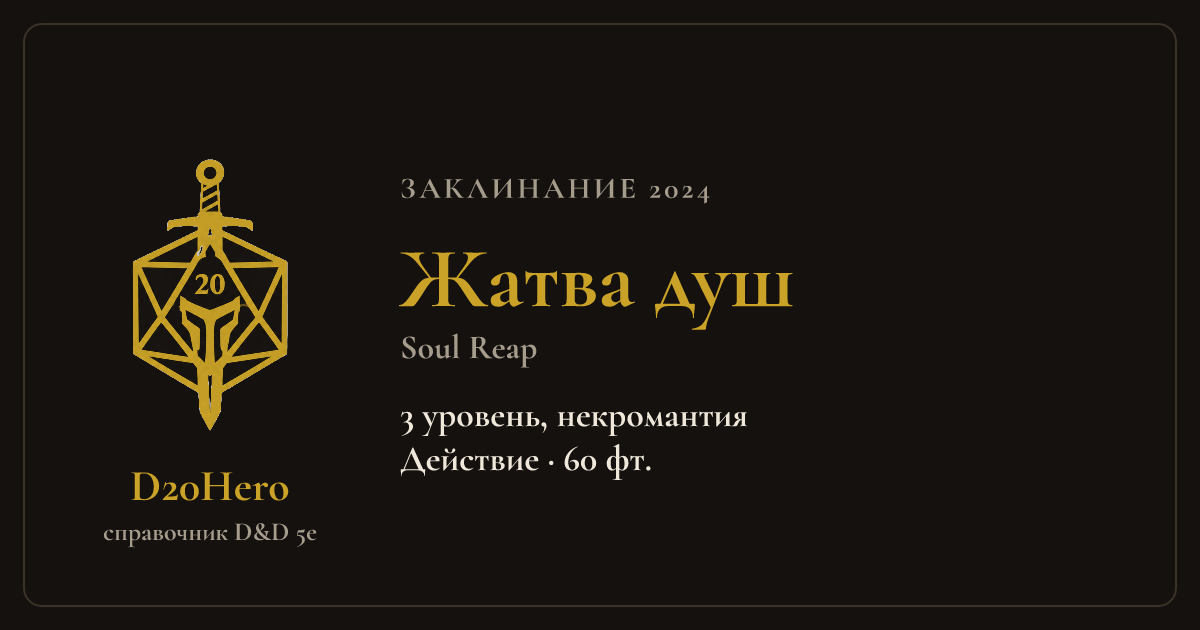 20
D20Hero
справочник D&D 5e
ЗАКЛИНАНИЕ 2024
Жатва душ
Soul Reap
3 уровень, некромантия
Действие · 60 фт.